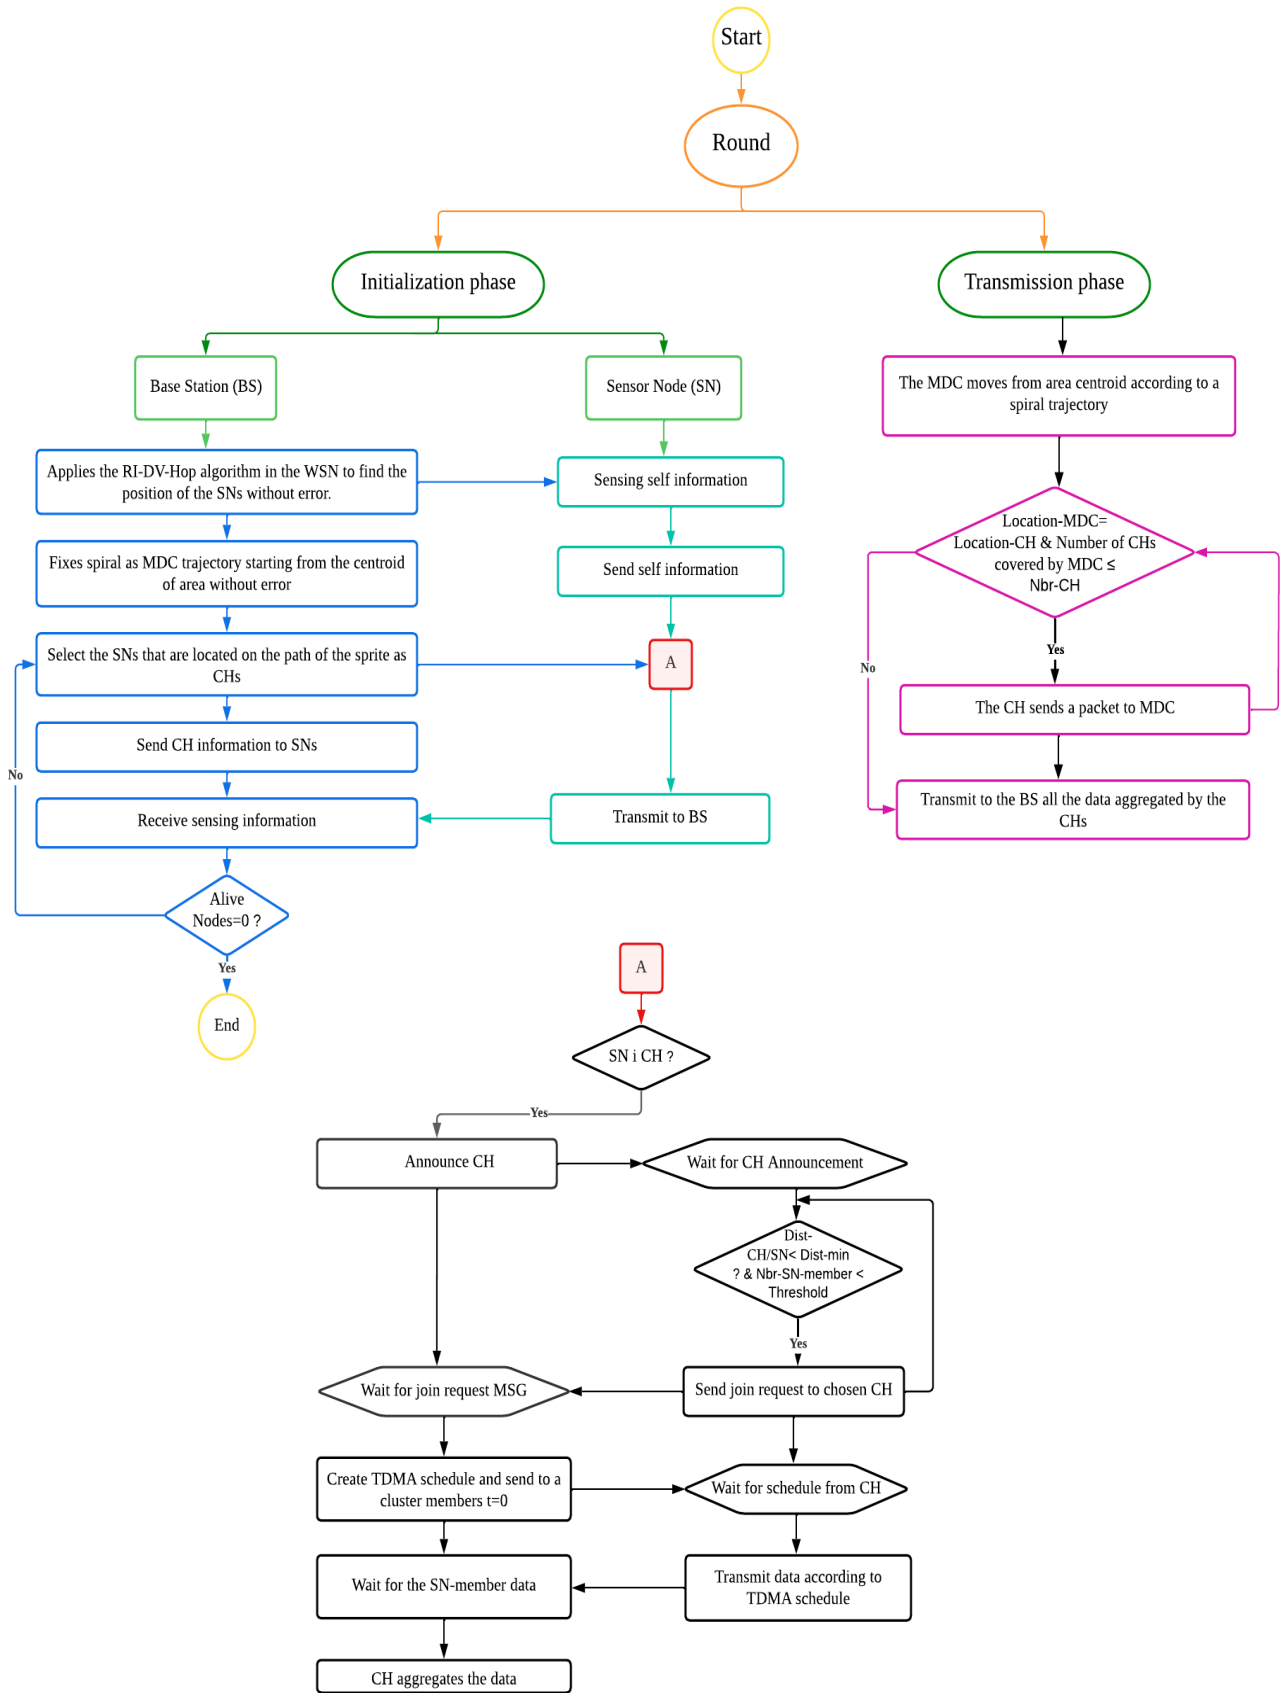 Start
Round
Initialization phase
Transmission phase
Base Station (BS)
Sensor Node (SN)
The MDC moves from area centroid according to a
spiral trajectory
Applies the RI-DV-Hop algorithm in the WSN to find the
position of the SNs without error.
Sensing self information
Location-MDC=
Location-CH & Number of CHs
covered by MDC ≤
Nbr-CH
Fixes spiral as MDC trajectory starting from the centroid
of area without error
Send self information
Select the SNs that are located on the path of the sprite as
CHs
A
Yes
No
The CH sends a packet to MDC
Send CH information to SNs
No
Receive sensing information
Transmit to BS
Transmit to the BS all the data aggregated by the
CHs
Alive
Nodes=0 ?
Yes
End
A
SN i CH ?
Yes
Announce CH
Wait for CH Announcement
Dist-
CH/SN< Dist-min
? & Nbr-SN-member <
Threshold
Yes
Wait for join request MSG
Send join request to chosen CH
Create TDMA schedule and send to a
cluster members t=0
Wait for schedule from CH
Wait for the SN-member data
Transmit data according to
TDMA schedule
CH aggregates the data